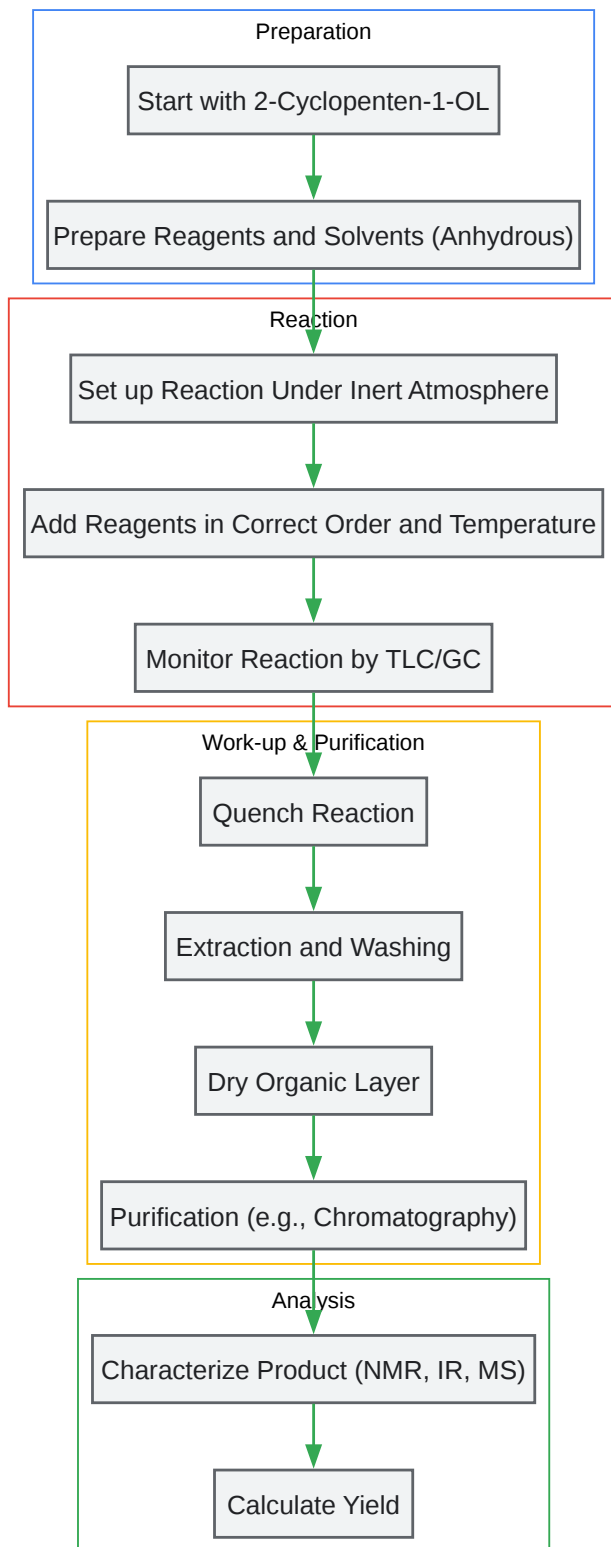 Preparation
Start with 2-Cyclopenten-1-OL
Prepare Reagents and Solvents (Anhydrous)
Reaction
Set up Reaction Under Inert Atmosphere
Add Reagents in Correct Order and Temperature
Monitor Reaction by TLC/GC
Work-up & Purification
Quench Reaction
Extraction and Washing
Dry Organic Layer
Purification (e.g., Chromatography)
Analysis
Characterize Product (NMR, IR, MS)
Calculate Yield